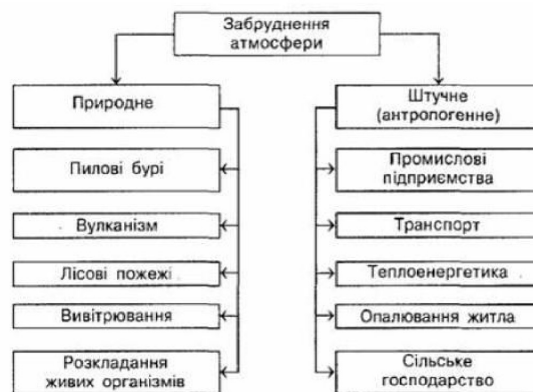 Забруднення
атмосфери
Природне
Штучне
(антропогенне)
Пилові бурі
Промислові
підприємства
Вулканізм
Транспорт
Лісові пожежі
Теплоенергетика
Вивітрювання
Опалювання житла
Розкладання
живих організмів
Сільське
господарство